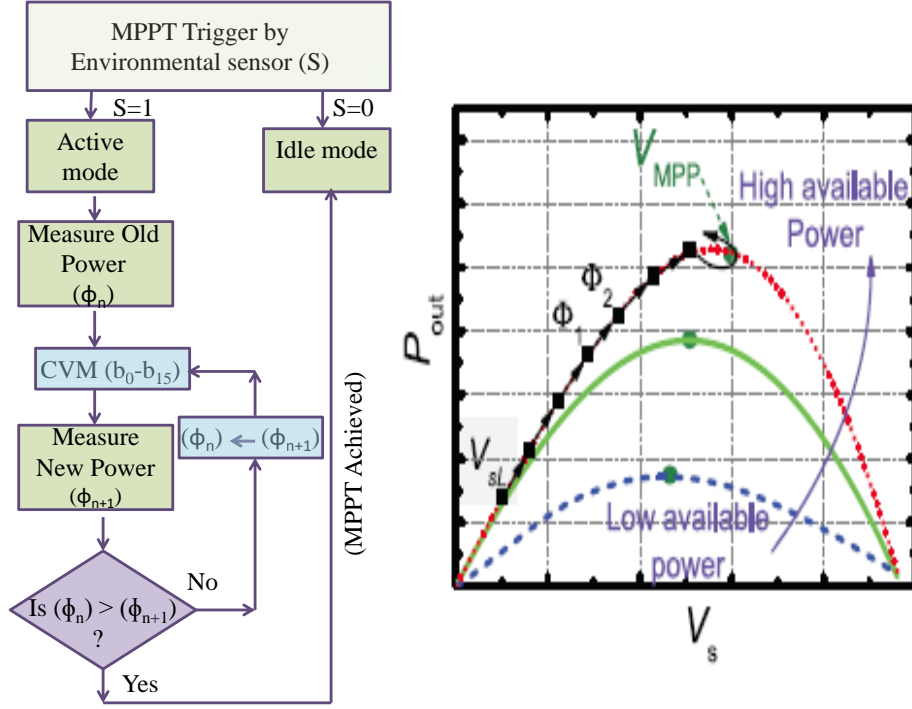 MPPT Trigger by
Environmental sensor (S)
S=1
S=0
Active
mode
Idle mode
Measure Old
Power
(ϕn)
CVM (b0-b15)
Measure
New Power
(ϕn+1)
(ϕn) ← (ϕn+1)
Is (ϕn) > (ϕn+1)
?
No
Yes
(MPPT Achieved)
Pout
VMPP
High available
Power
Φ2
Φ1
VsL
Low available
power
Vs